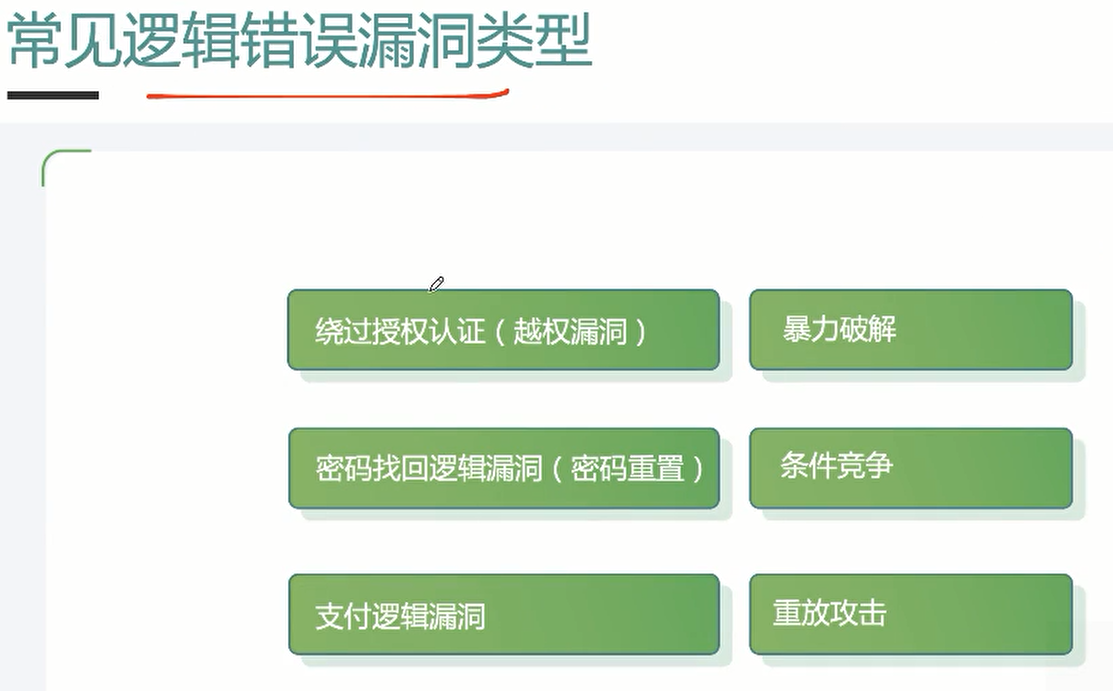 常见逻辑错误漏洞类型
绕过授权认证（越权漏洞）
暴力破解
密码找回逻辑漏洞（密码重置）
条件竞争
支付逻辑漏洞
重放攻击